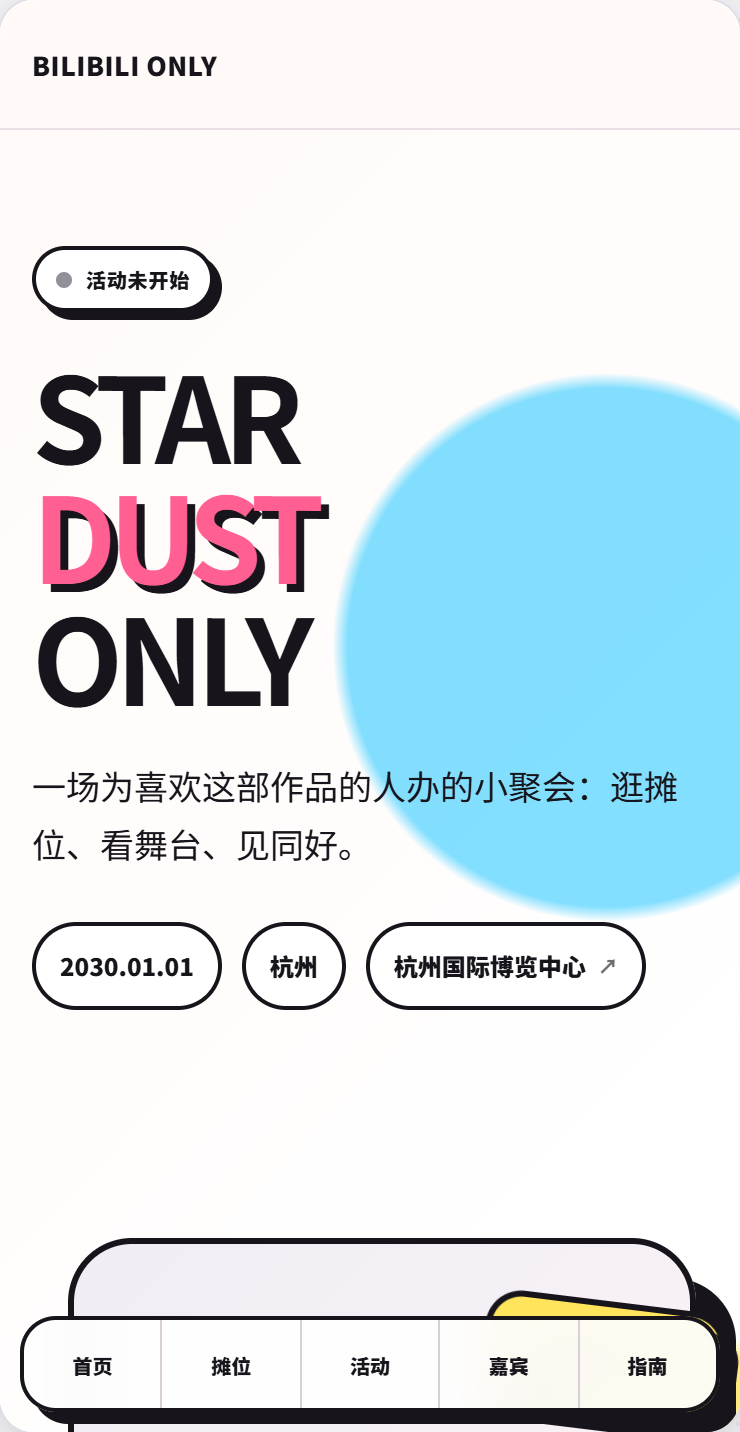 BILIBILI ONLY
活动未开始
STAR
DUST
ONLY
一场为喜欢这部作品的人办的小聚会：逛摊
位、看舞台、见同好。
2030.01.01
杭州
杭州国际博览中心 ↗
首页
摊位
活动
嘉宾
指南